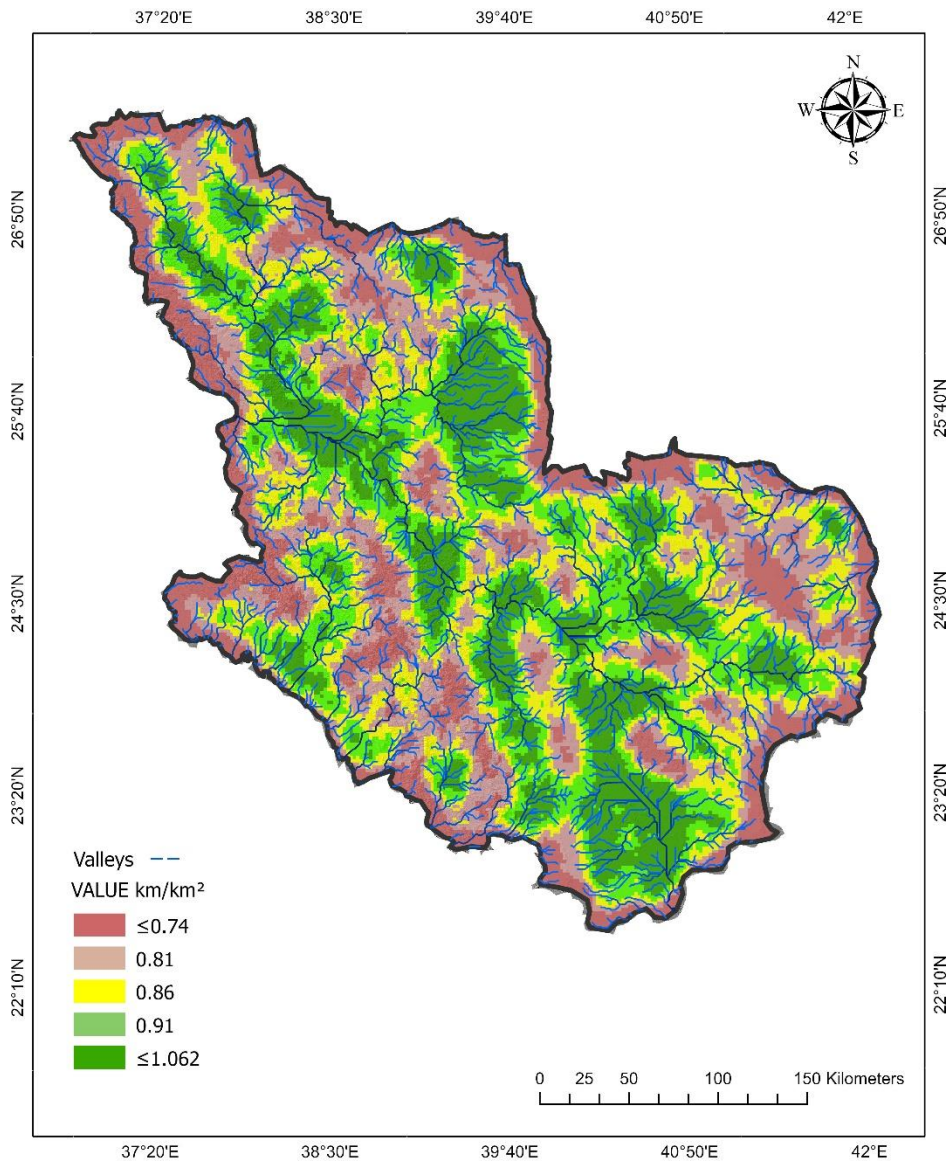 37°20'E 38°30'E 39°40'E 40°50'E 42°E
N
W E
S
26°50'N 26°50'N
25°40'N 25°40'N
24°30'N 24°30'N
23°20'N 23°20'N
Valleys
VALUE km/km²
≤0.74
0.81
0.86
0.91
≤1.062
22°10'N 22°10'N
0 25 50 100 150 Kilometers
37°20'E 38°30'E 39°40'E 40°50'E 42°E